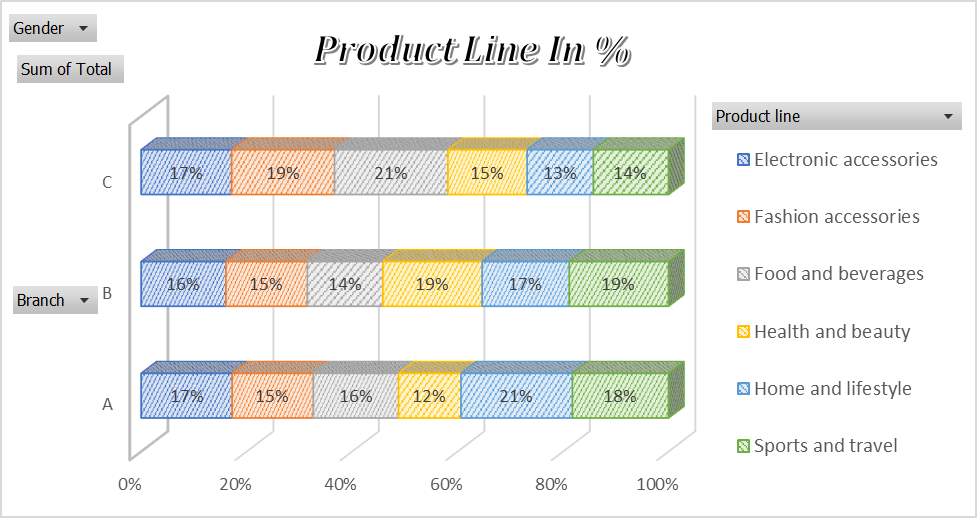 Gender
Product Line In %
Sum of Total
Product line
C
17% 19% 21% 15% 13% 14%
B
16% 15% 14% 19% 17% 19%
Branch
A
17% 15% 16% 12% 21% 18%
0% 20% 40% 60% 80% 100%
Electronic accessories
Fashion accessories
Food and beverages
Health and beauty
Home and lifestyle
Sports and travel